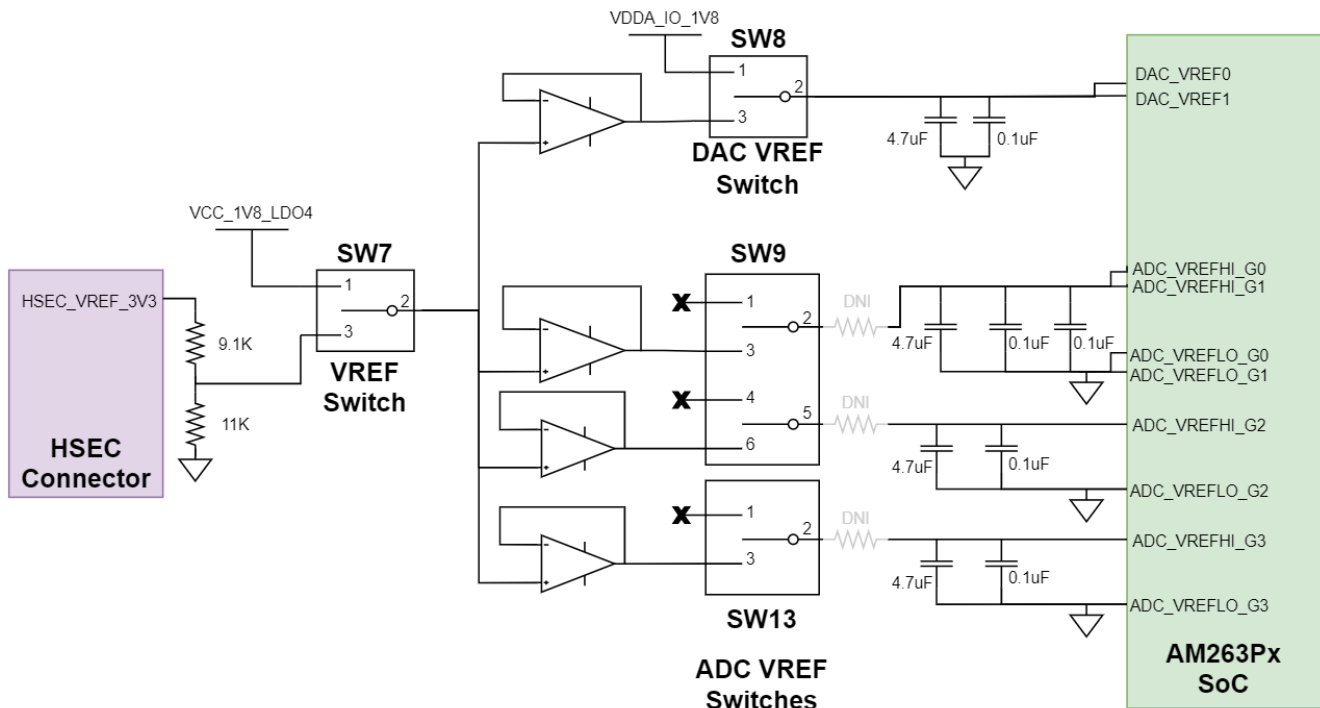 VDDA_IO_1V8
SW8
1
2
3
DAC VREF
Switch
-
+
4.7uF
0.1uF
DAC_VREF0
DAC_VREF1
VCC_1V8_LDO4
SW7
1
2
3
VREF
Switch
HSEC_VREF_3V3
9.1K
11K
HSEC
Connector
-
+
SW9
X
1
2
3
X
4
5
6
DNI
4.7uF
0.1uF
0.1uF
ADC_VREFHI_G0
ADC_VREFHI_G1
ADC_VREFLO_G0
ADC_VREFLO_G1
-
+
DNI
4.7uF
0.1uF
ADC_VREFHI_G2
ADC_VREFLO_G2
-
+
X
1
2
3
SW13
DNI
4.7uF
0.1uF
ADC_VREFHI_G3
ADC_VREFLO_G3
ADC VREF
Switches
AM263Px
SoC